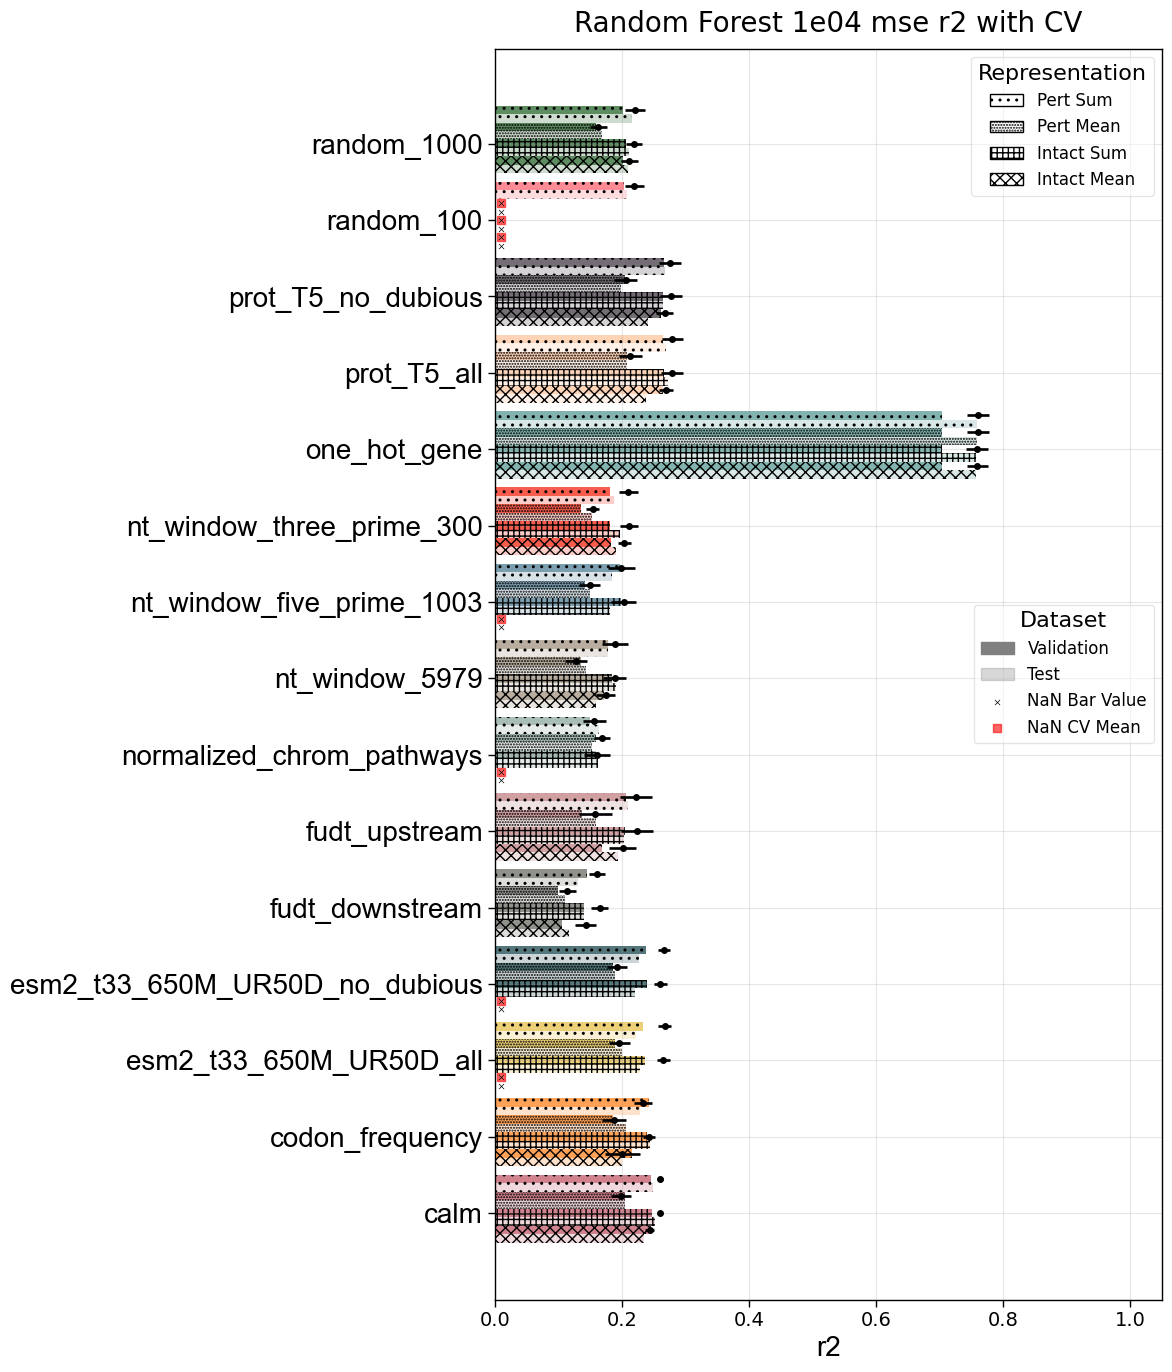 Random Forest 1e04 mse r2 with CV
Representation
Pert Sum
Pert Mean
Intact Sum
Intact Mean
random_1000
random_100
prot_T5_no_dubious
prot_T5_all
one_hot_gene
nt_window_three_prime_300
nt_window_five_prime_1003
nt_window_5979
normalized_chrom_pathways
fudt_upstream
fudt_downstream
esm2_t33_650M_UR50D_no_dubious
esm2_t33_650M_UR50D_all
codon_frequency
calm
Dataset
Validation
Test
NaN Bar Value
NaN CV Mean
0.0 0.2 0.4 0.6 0.8 1.0
r2